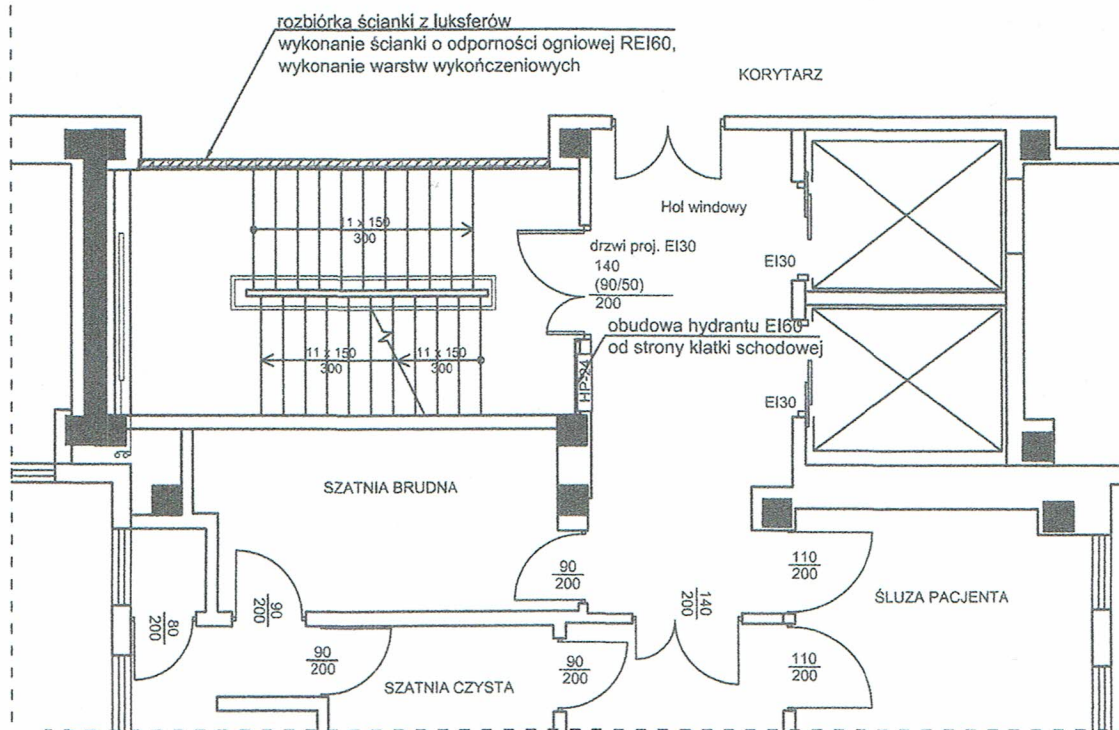 rozbiórka ścianki z luksferów
wykonanie ścianki o odporności ogniowej REI60,
wykonanie warstw wykończeniowych
KORYTARZ
Hol windowy
11 x 150
300
drzwi proj. EI30
140
(90/50)
200
EI30
obudowa hydrantu EI60
od strony klatki schodowej
11 x 150
300
11 x 150
300
EI30
SZATNIA BRUDNA
90
200
110
200
140
200
ŚLUZA PACJENTA
90
200
80
200
90
200
SZATNIA CZYSTA
90
200
110
200